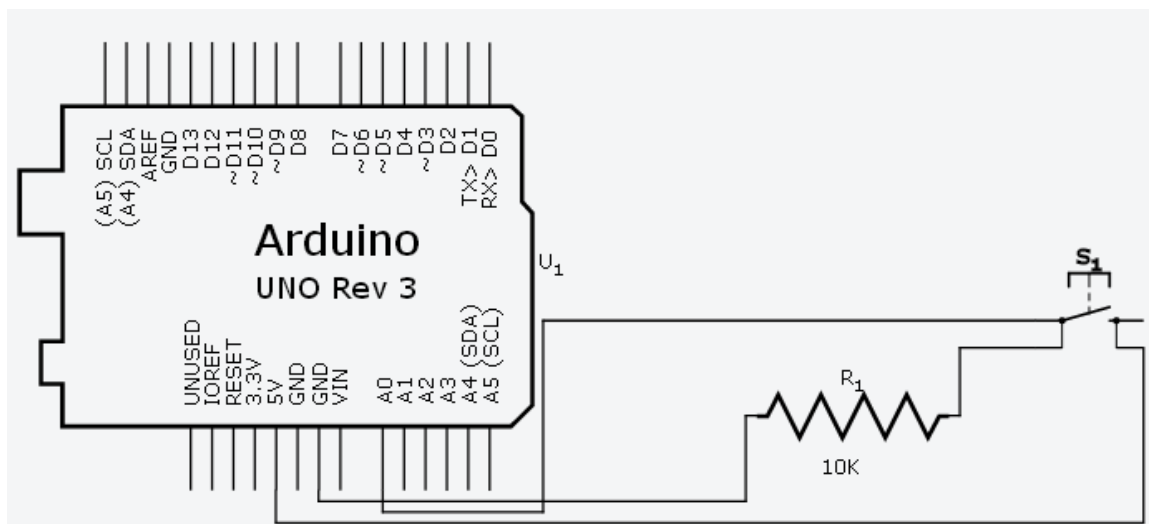 (A5) SCL
(A4) SDA
AREF
GND
D13
D12
~D11
~D10
~D9
D8
D7
~D6
~D5
D4
~D3
D2
TX> D1
RX> D0
Arduino
UNO Rev 3
U1
S1
UNUSED
IOREF
RESET
3.3V
5V
GND
GND
VIN
A0
A1
A2
A3
A4 (SDA)
A5 (SCL)
R1
10K